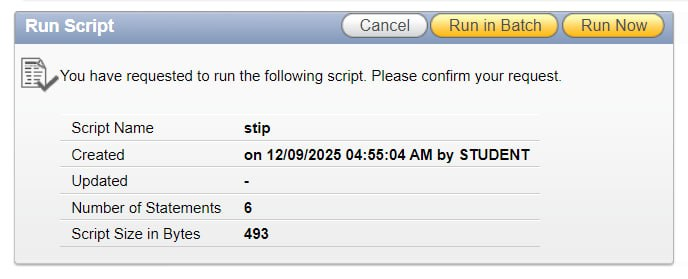 Run Script Cancel Run in Batch Run Now
You have requested to run the following script. Please confirm your request.
Script Name stip
Created on 12/09/2025 04:55:04 AM by STUDENT
Updated -
Number of Statements 6
Script Size in Bytes 493